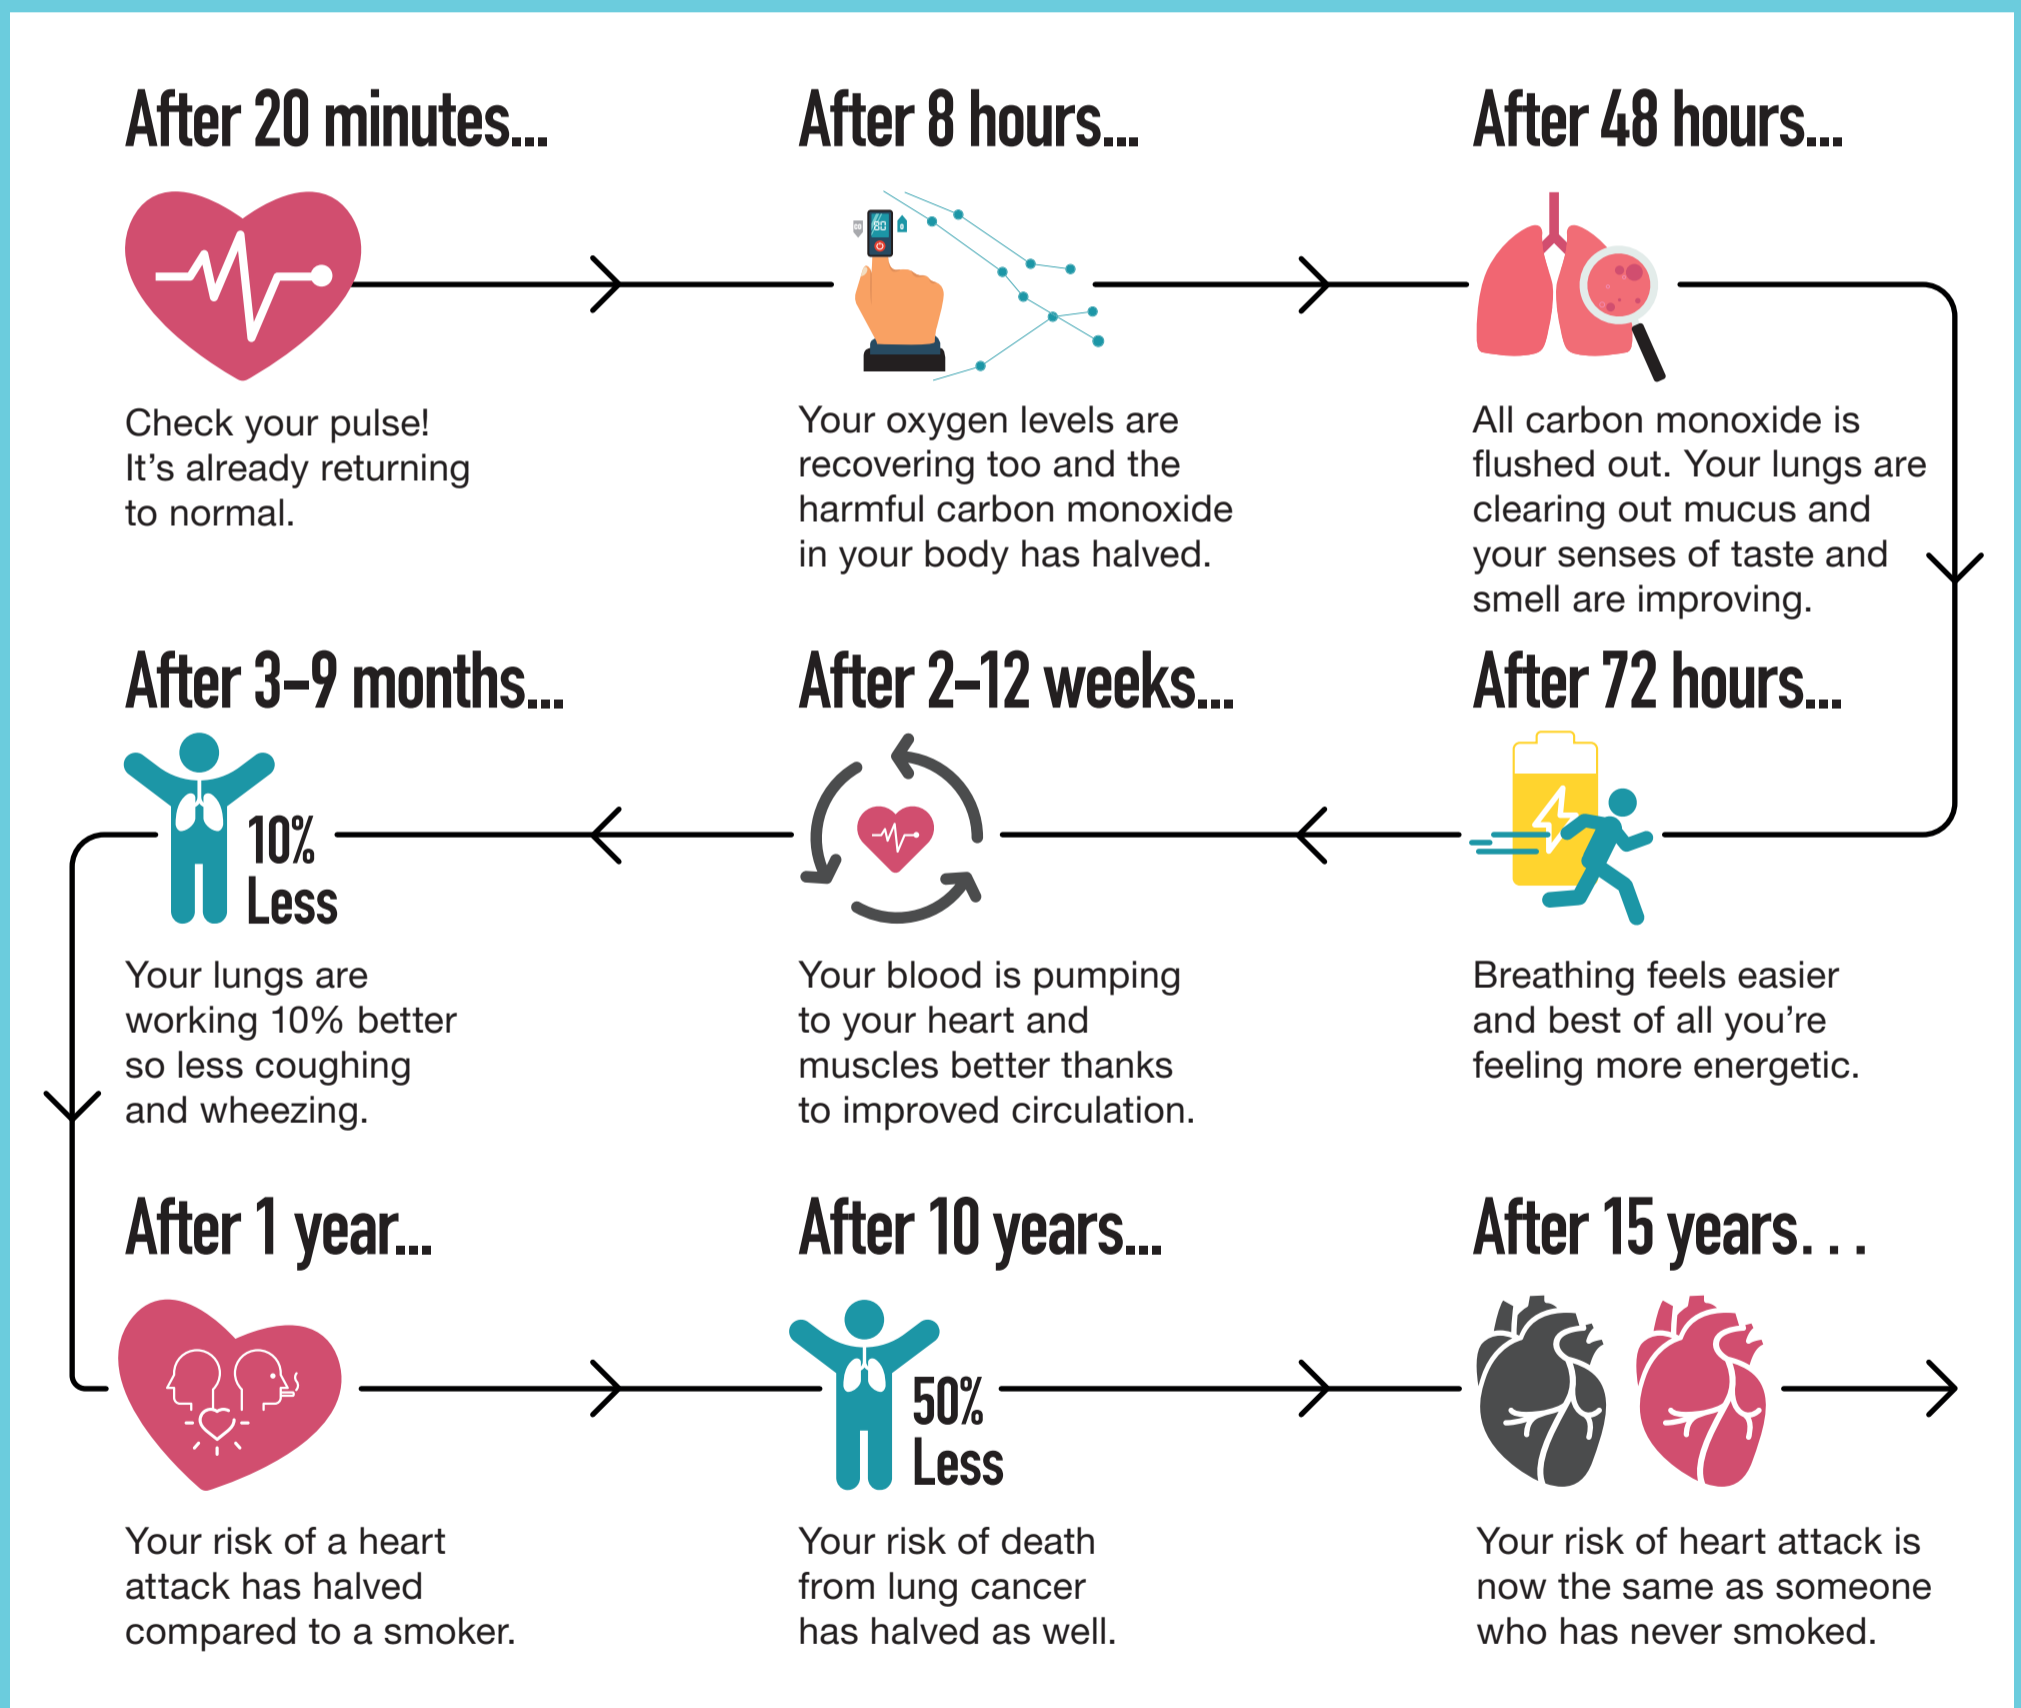 After 20 minutes...
Check your pulse!
It's already returning
to normal.
After 8 hours...
80
Your oxygen levels are
recovering too and the
harmful carbon monoxide
in your body has halved.
After 48 hours...
All carbon monoxide is
flushed out. Your lungs are
clearing out mucus and
your senses of taste and
smell are improving.
After 72 hours...
Breathing feels easier
and best of all you're
feeling more energetic.
After 2–12 weeks...
Your blood is pumping
to your heart and
muscles better thanks
to improved circulation.
After 3–9 months...
10%
Less
Your lungs are
working 10% better
so less coughing
and wheezing.
After 1 year...
Your risk of a heart
attack has halved
compared to a smoker.
After 10 years...
50%
Less
Your risk of death
from lung cancer
has halved as well.
After 15 years...
Your risk of heart attack is
now the same as someone
who has never smoked.